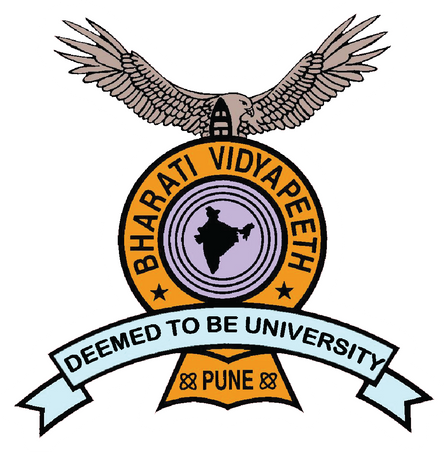 BHARATI VIDYAPEETH
DEEMED TO BE UNIVERSITY
PUNE